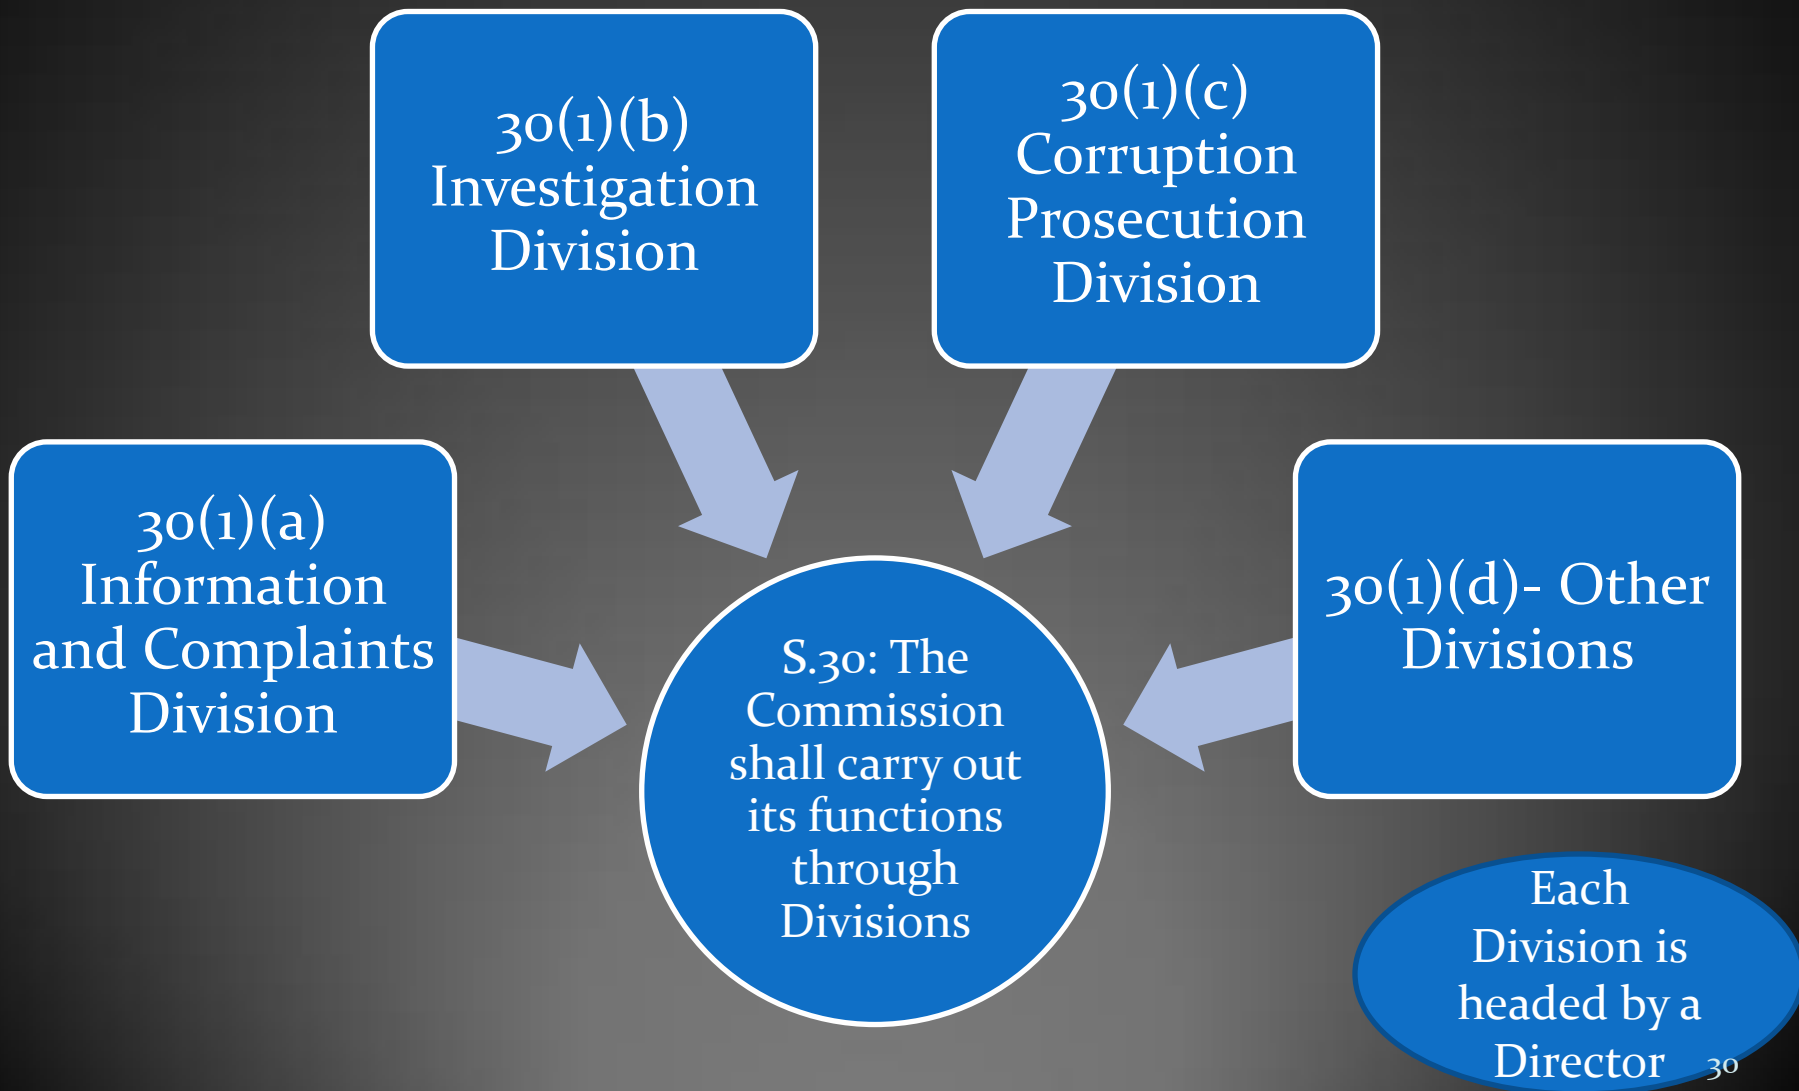 30(1)(b)
Investigation
Division
30(1)(c)
Corruption
Prosecution
Division
30(1)(a)
Information
and Complaints
Division
30(1)(d)- Other
Divisions
S.30: The
Commission
shall carry out
its functions
through
Divisions
Each
Division is
headed by a
Director
30